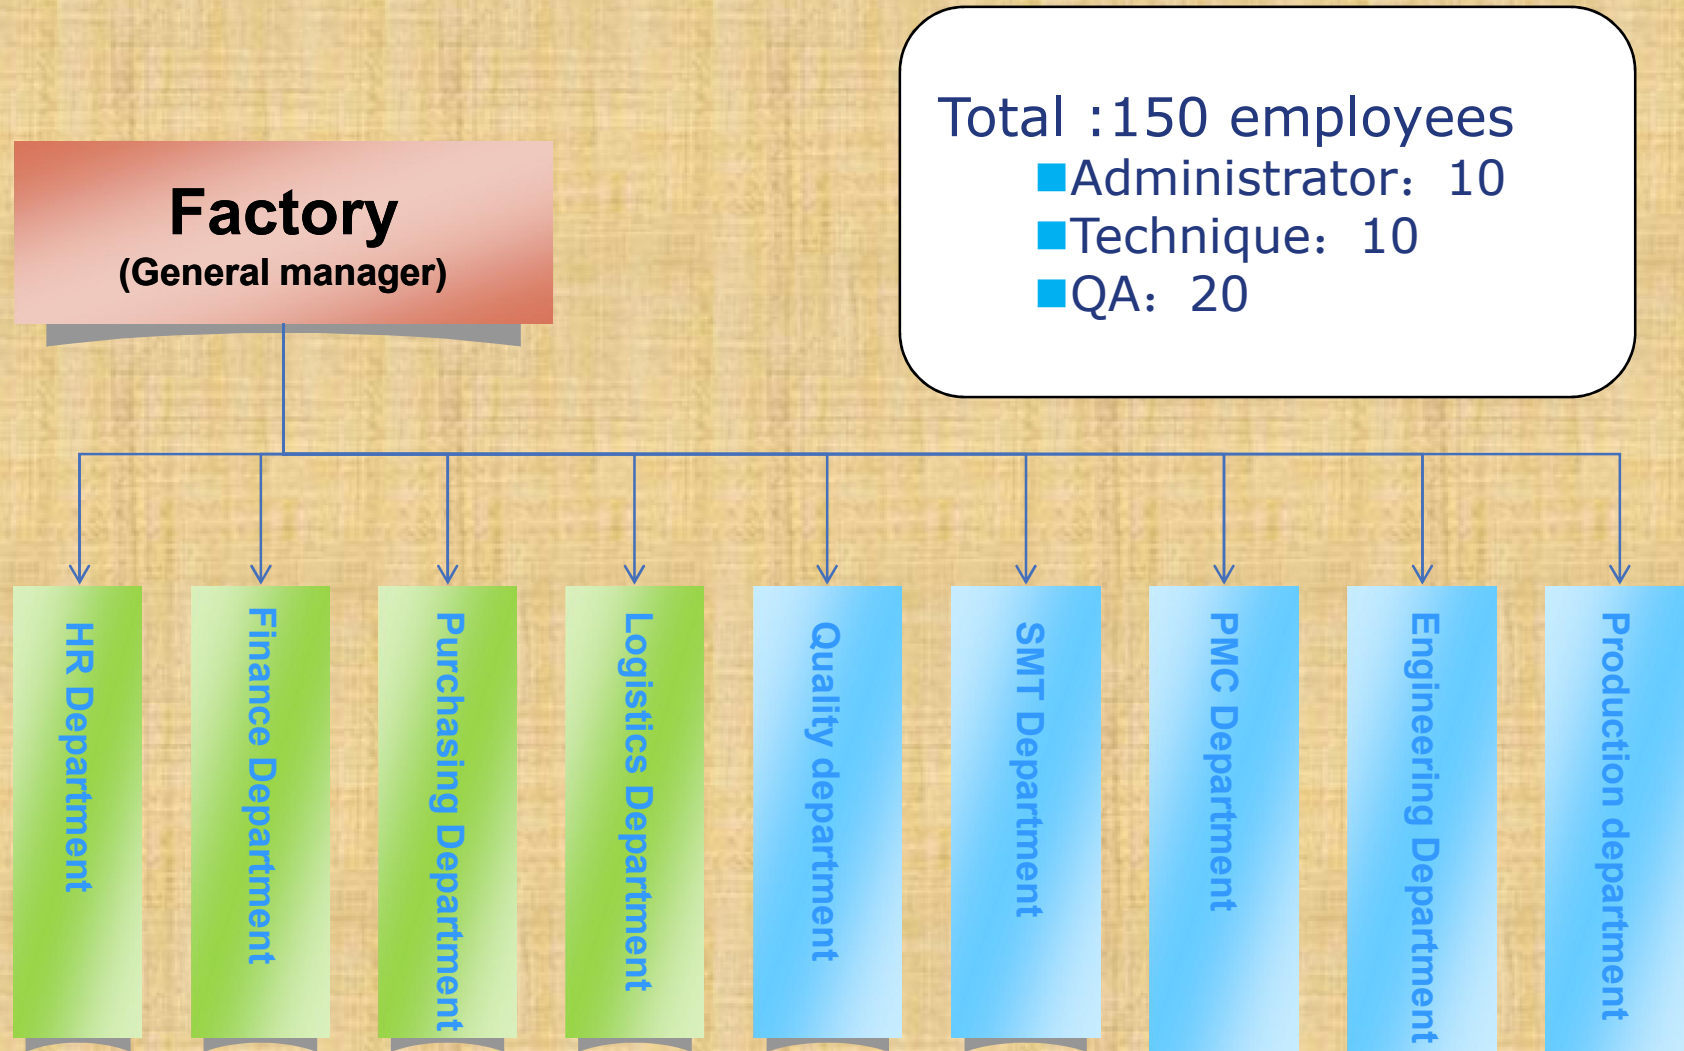 Total :150 employees
■Administrator：10
■Technique：10
■QA：20
Factory
(General manager)
HR Department
Finance Department
Purchasing Department
Logistics Department
Quality department
SMT Department
PMC Department
Engineering Department
Production department